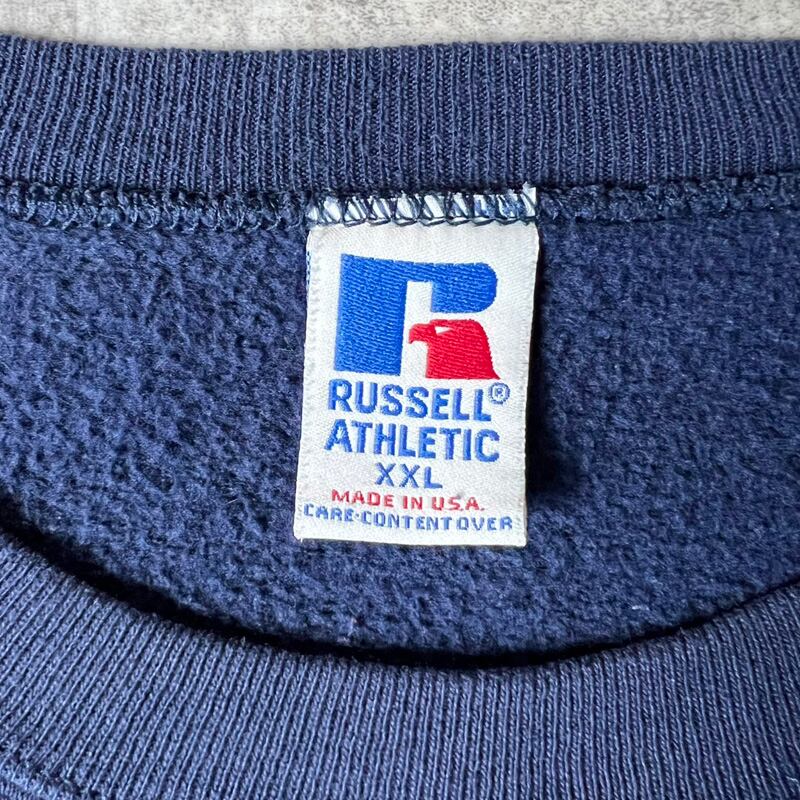 RUSSELL®
ATHLETIC
XXL
MADE IN U.S.A.
CARE·CONTENT OVER